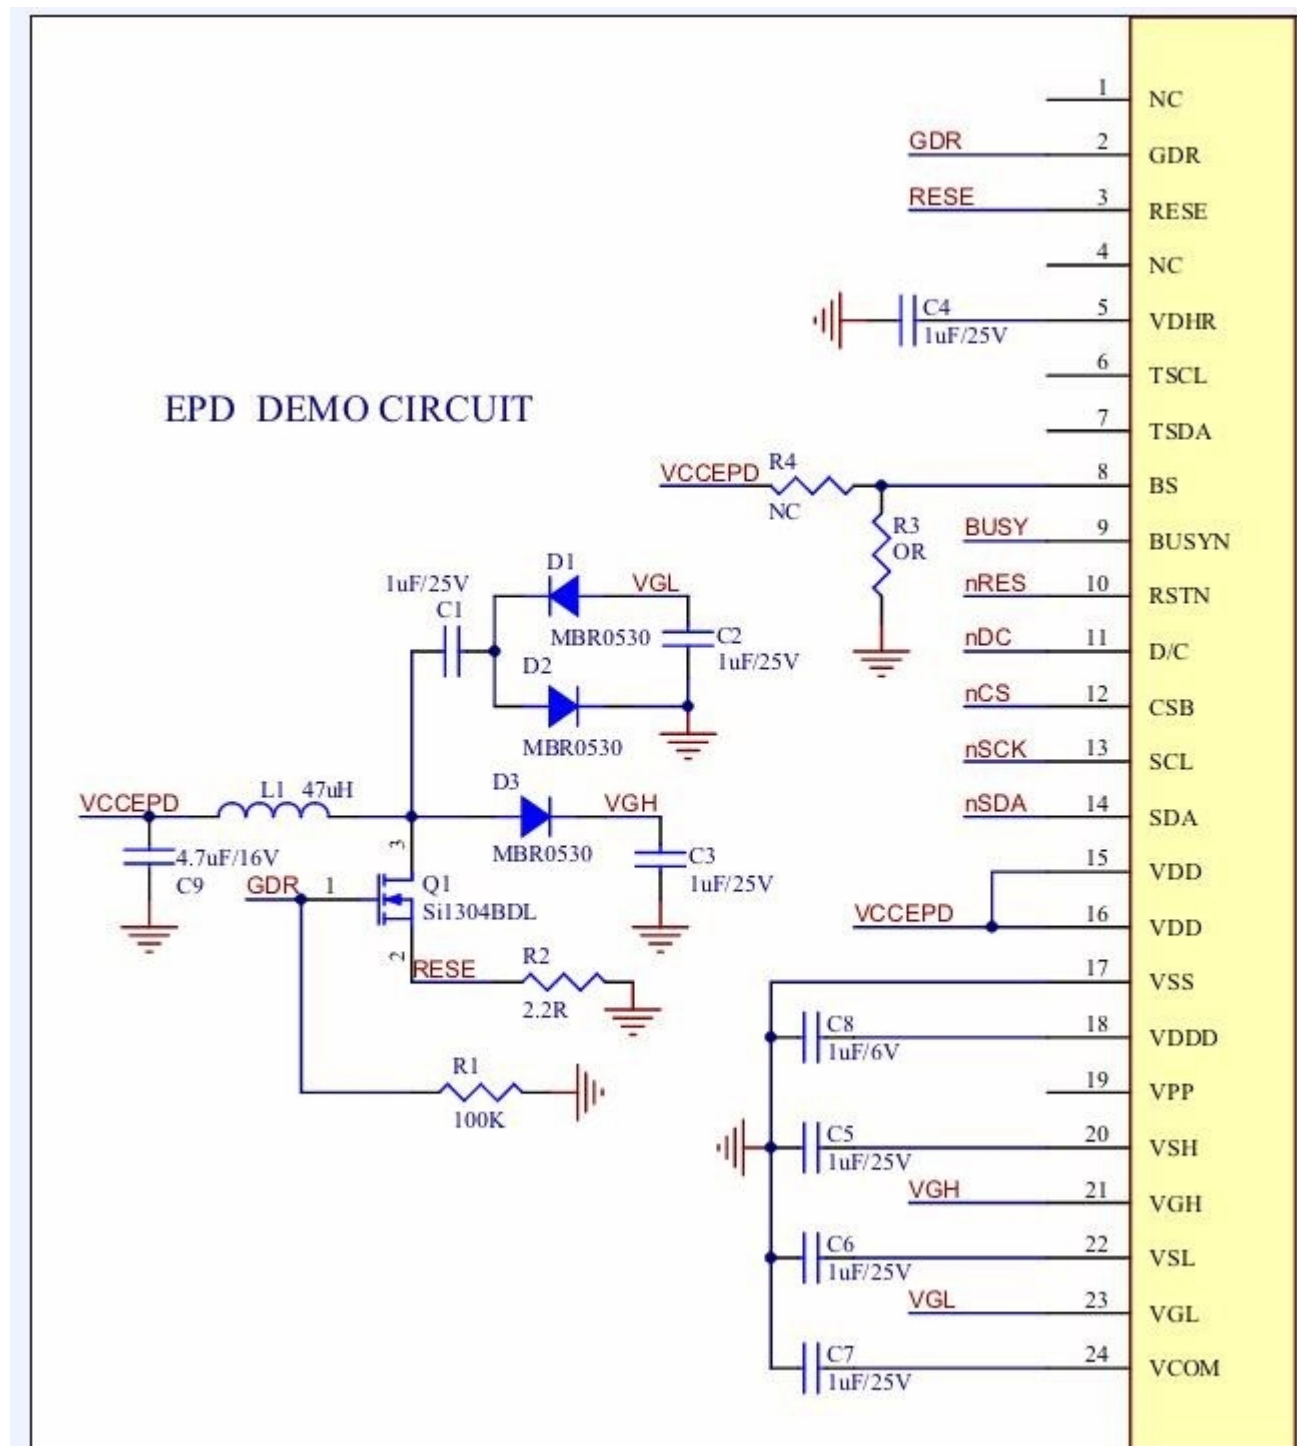 1 NC
GDR 2 GDR
RESE 3 RESE
4 NC
C4
1uF/25V
5 VDHR
6 TSCL
EPD DEMO CIRCUIT
7 TSDA
VCCEPD
R4
NC
8 BS
R3
OR
BUSY 9 BUSYN
D1
VGL
MBR0530
1uF/25V
C1
nRES 10 RSTN
C2
1uF/25V
nDC 11 D/C
D2
MBR0530
nCS 12 CSB
nSCK 13 SCL
VCCEPD
L1 47uH
D3
MBR0530
VGH
nSDA 14 SDA
4.7uF/16V
C9
C3
1uF/25V
15 VDD
GDR 1
3
Q1
Si1304BDL
2
VCCEPD 16 VDD
RESE
R2
2.2R
17 VSS
C8
1uF/6V
18 VDDD
R1
100K
19 VPP
C5
1uF/25V
20 VSH
VGH 21 VGH
C6
1uF/25V
22 VSL
VGL 23 VGL
C7
1uF/25V
24 VCOM